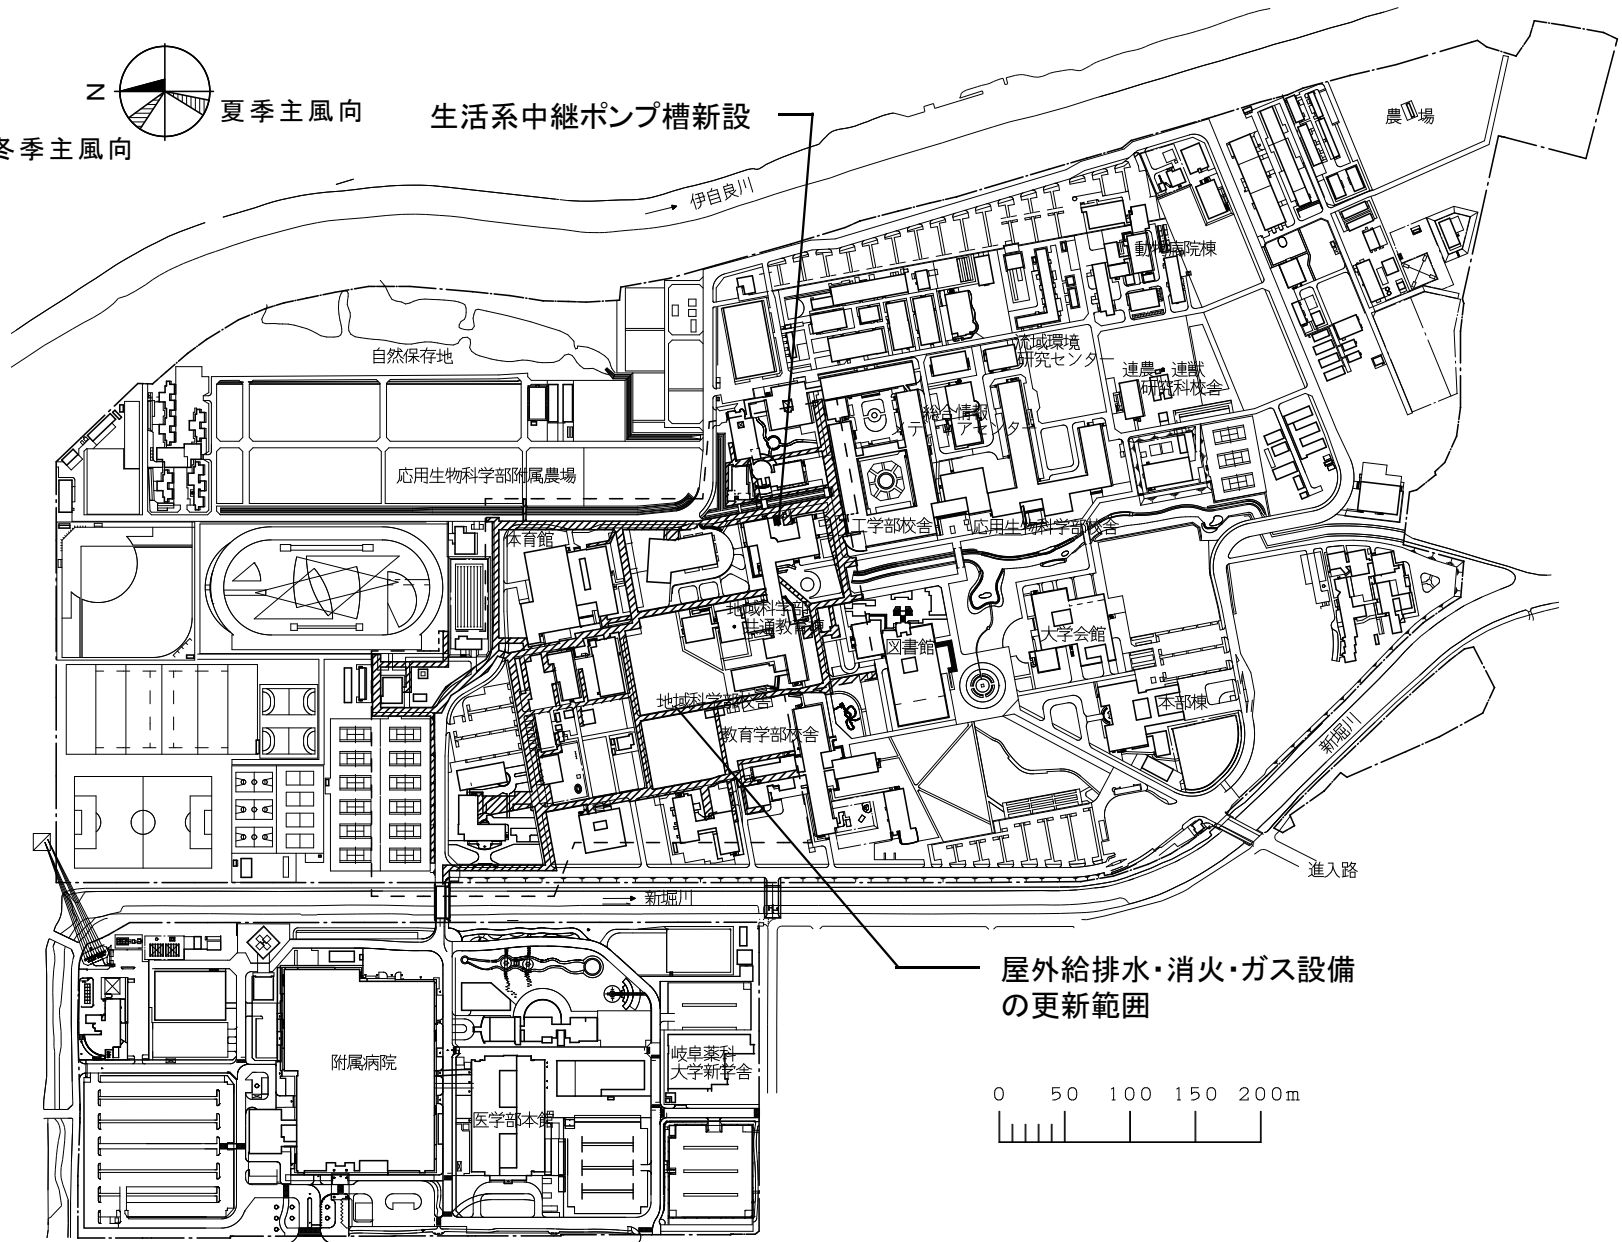 N
夏季主風向
冬季主風向
生活系中継ポンプ槽新設
農場
伊自良川
動物病院棟
自然保存地
流域環境
研究センター
連農・連獣
研究科校舎
総合情報
メディアセンター
応用生物科学部附属農場
体育館
工学部校舎
応用生物科学部校舎
地域科学部
共通教育棟
図書館
大学会館
地域科学部校舎
本部棟
教育学部校舎
新堀川
進入路
新堀川
屋外給排水・消火・ガス設備
の更新範囲
附属病院
岐阜薬科
大学新学舎
医学部本館
0 50 100 150 200m